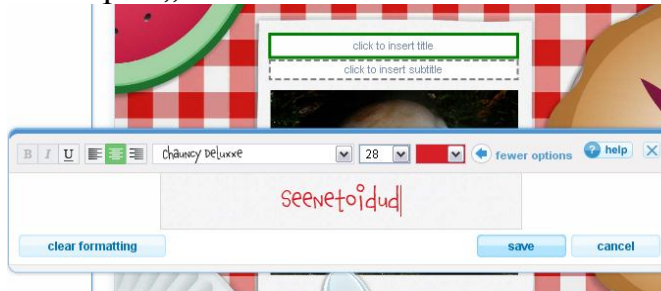 click to insert title
click to insert subtitle
B I U Chauncy Deluxxe 28 fewer options help
seenetoidud
clear formatting save cancel